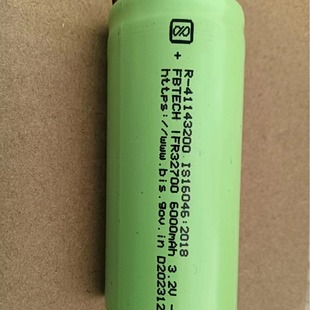 +
R-41143200 IS16046:2018
FBTECH IFR32700 6000mAh 3.2V -
https://www.bis.gov.in D202312